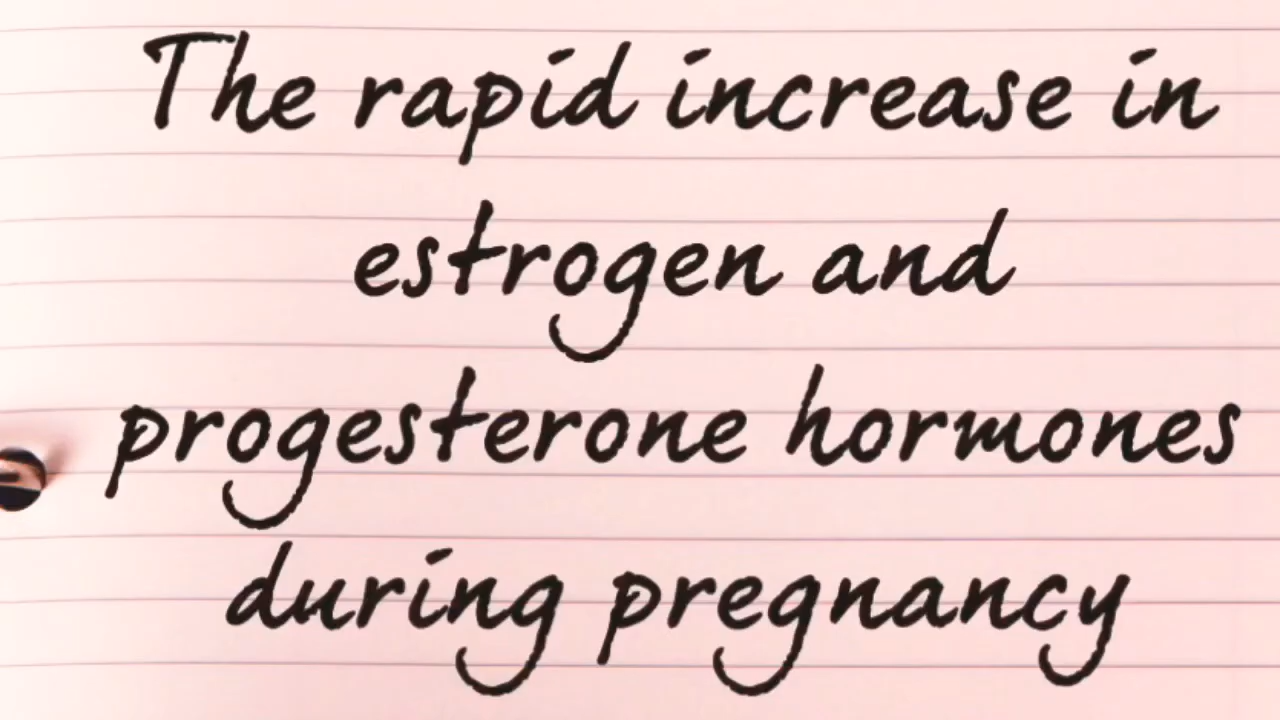 The rapid increase in
estrogen and
progesterone hormones
during pregnancy